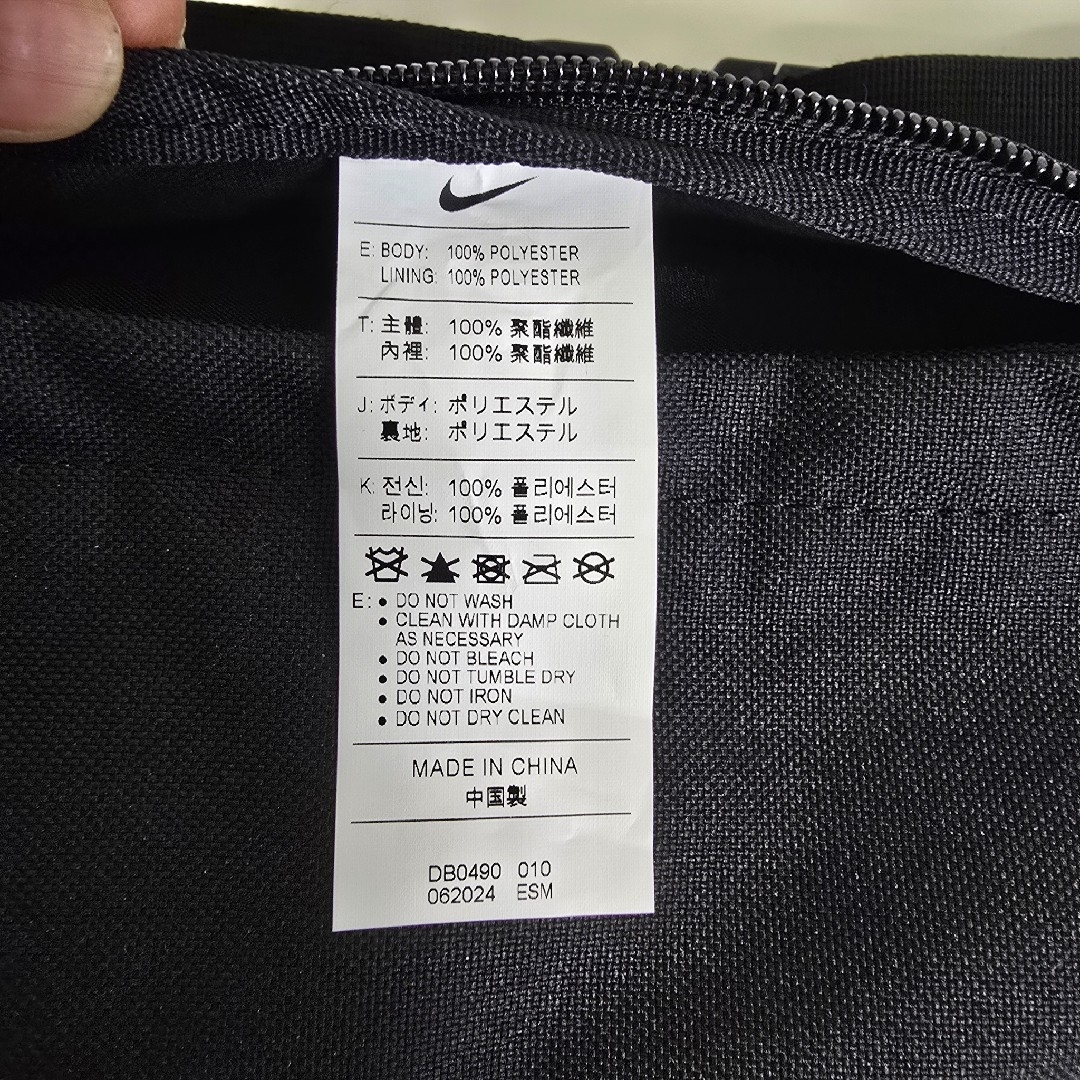 E: BODY: 100% POLYESTER
LINING: 100% POLYESTER
T: 主體: 100% 聚酯纖維
內裡: 100% 聚酯纖維
J: ボディ: ポリエステル
裏地: ポリエステル
K: 전신: 100% 폴리에스터
라이닝: 100% 폴리에스터
E: • DO NOT WASH
• CLEAN WITH DAMP CLOTH
AS NECESSARY
• DO NOT BLEACH
• DO NOT TUMBLE DRY
• DO NOT IRON
• DO NOT DRY CLEAN
MADE IN CHINA
中国製
DB0490 010
062024 ESM